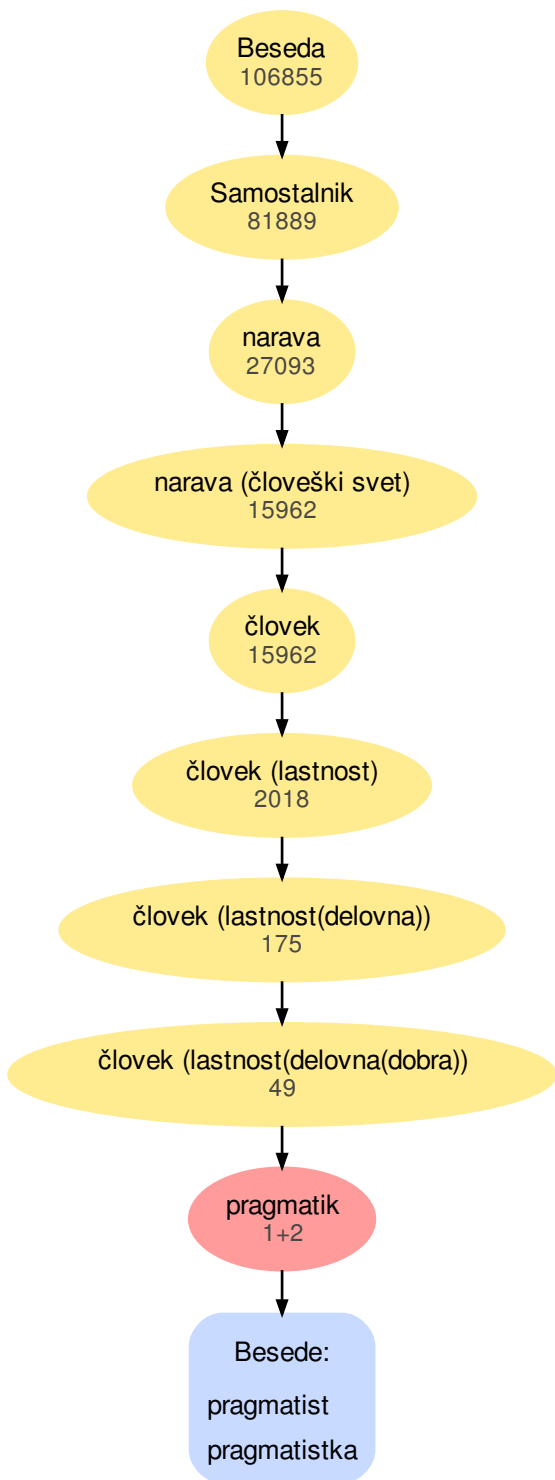 Beseda
106855
Samostalnik
81889
narava
27093
narava (človeški svet)
15962
človek
15962
človek (lastnost)
2018
človek (lastnost(delovna))
175
človek (lastnost(delovna(dobra))
49
pragmatik
1+2
Besede:
pragmatist
pragmatistka